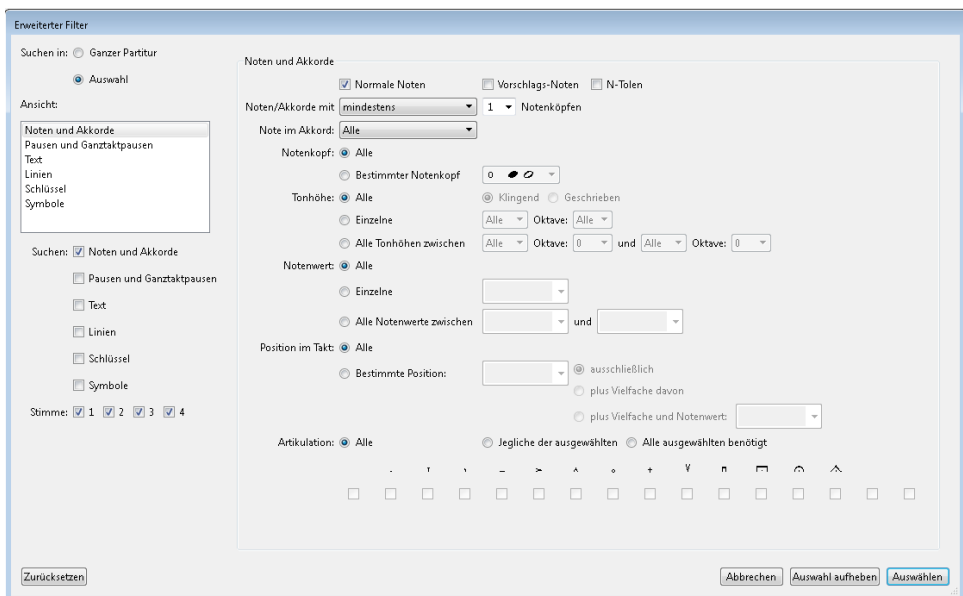 Erweiterter Filter
Suchen in: Ganzer Partitur
Auswahl
Ansicht:
Noten und Akkorde
Pausen und Ganztaktpausen
Text
Linien
Schlüssel
Symbole
Suchen: Noten und Akkorde
Pausen und Ganztaktpausen
Text
Linien
Schlüssel
Symbole
Stimme: 1 2 3 4
Noten und Akkorde
Normale Noten Vorschlags-Noten N-Tolen
Noten/Akkorde mit mindestens 1 Notenköpfen
Note im Akkord: Alle
Notenkopf: Alle
Bestimmter Notenkopf 0
Tonhöhe: Alle Klingend Geschrieben
Einzelne Alle Oktave: Alle
Alle Tonhöhen zwischen Alle Oktave: 0 und Alle Oktave: 0
Notenwert: Alle
Einzelne
Alle Notenwerte zwischen und
Position im Takt: Alle
Bestimmte Position: ausschließlich
plus Vielfache davon
plus Vielfache und Notenwert:
Artikulation: Alle Jegliche der ausgewählten Alle ausgewählten benötigt
Zurücksetzen Abbrechen Auswahl aufheben Auswählen